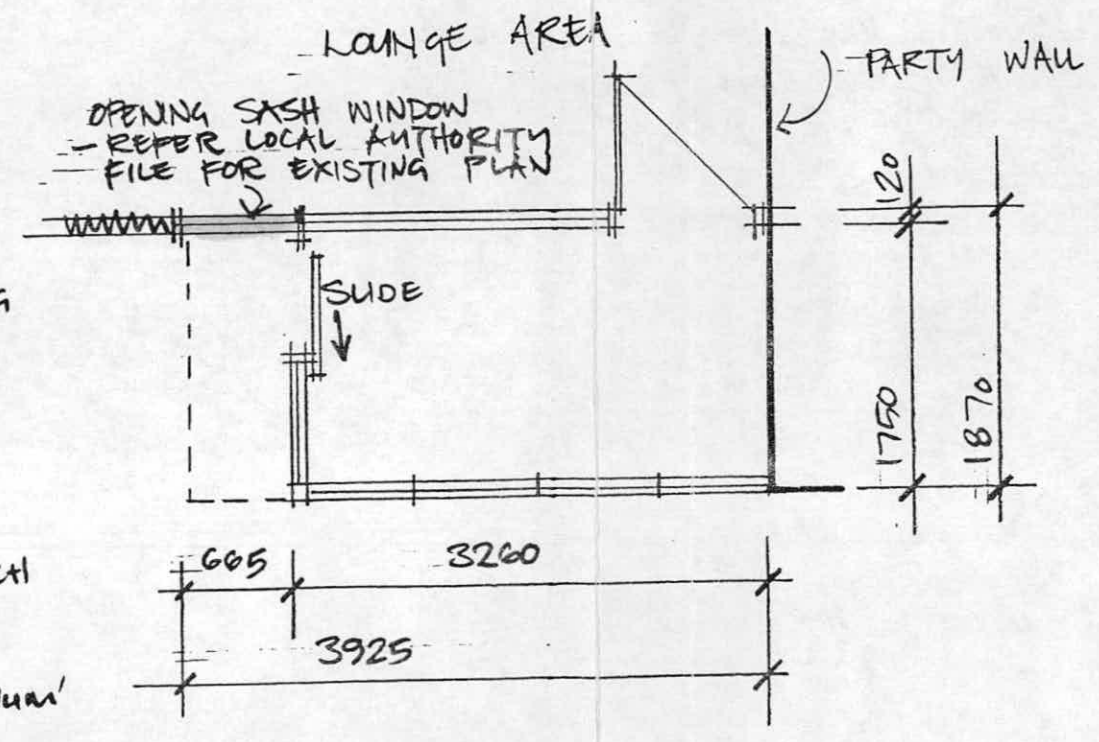 LOUNGE AREA
PARTY WALL
OPENING SASH WINDOW
- REFER LOCAL AUTHORITY
FILE FOR EXISTING PLAN
120
SLIDE
1750
1870
665
3260
3925